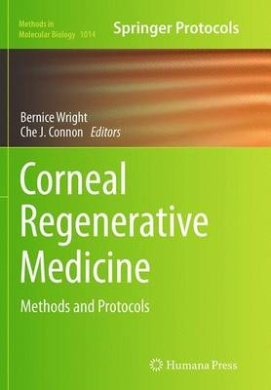 Methods in
Molecular Biology 1014
Springer Protocols
Bernice Wright
Che J. Connon Editors
Corneal
Regenerative
Medicine
Methods and Protocols
Humana Press